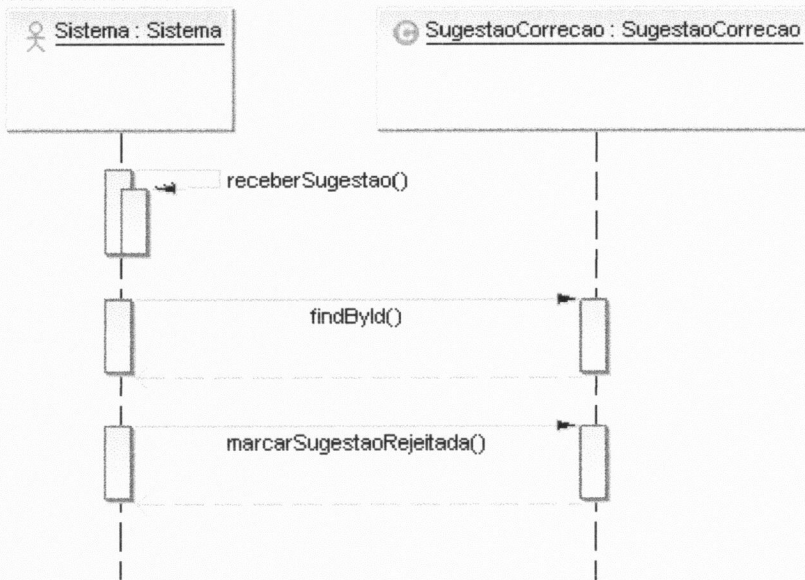 Sistema : Sistema
SugestaoCorrecao : SugestaoCorrecao
receberSugestao()
findById()
marcarSugestaoRejeitada()